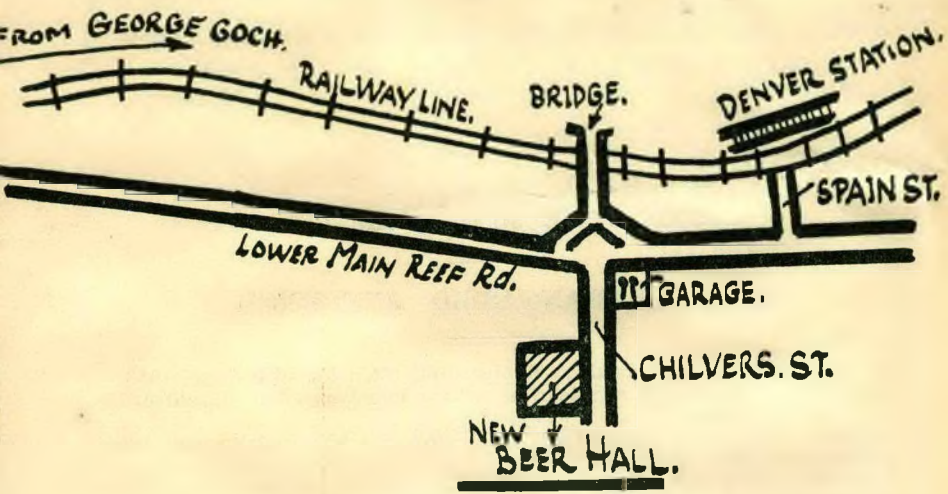 FROM GEORGE GOCH.
RAILWAY LINE.
BRIDGE.
DENVER STATION.
SPAIN ST.
LOWER MAIN REEF Rd.
GARAGE.
CHILVERS. ST.
NEW
BEER HALL.